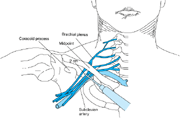 Brachial plexus
Coracoid process
Midpoint
Subclavian
artery